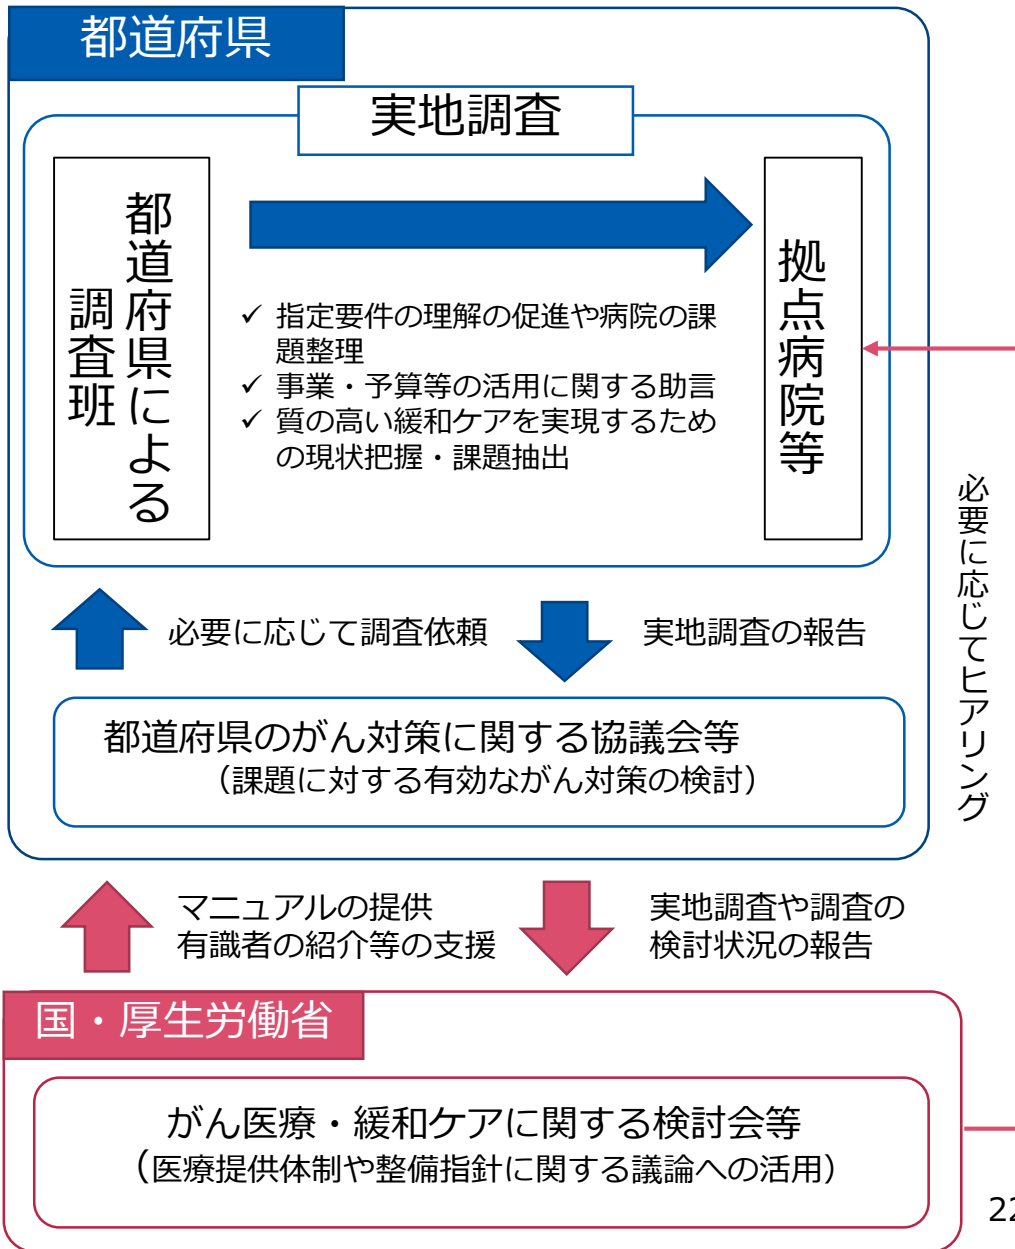 都道府県
実地調査
都道府県による
調査班
✓ 指定要件の理解の促進や病院の課
題整理
✓ 事業・予算等の活用に関する助言
✓ 質の高い緩和ケアを実現するため
の現状把握・課題抽出
拠点病院等
必要に応じてヒアリング
必要に応じて調査依頼
実地調査の報告
都道府県のがん対策に関する協議会等
（課題に対する有効ながん対策の検討）
マニュアルの提供
有識者の紹介等の支援
実地調査や調査の
検討状況の報告
国・厚生労働省
がん医療・緩和ケアに関する検討会等
（医療提供体制や整備指針に関する議論への活用）
22